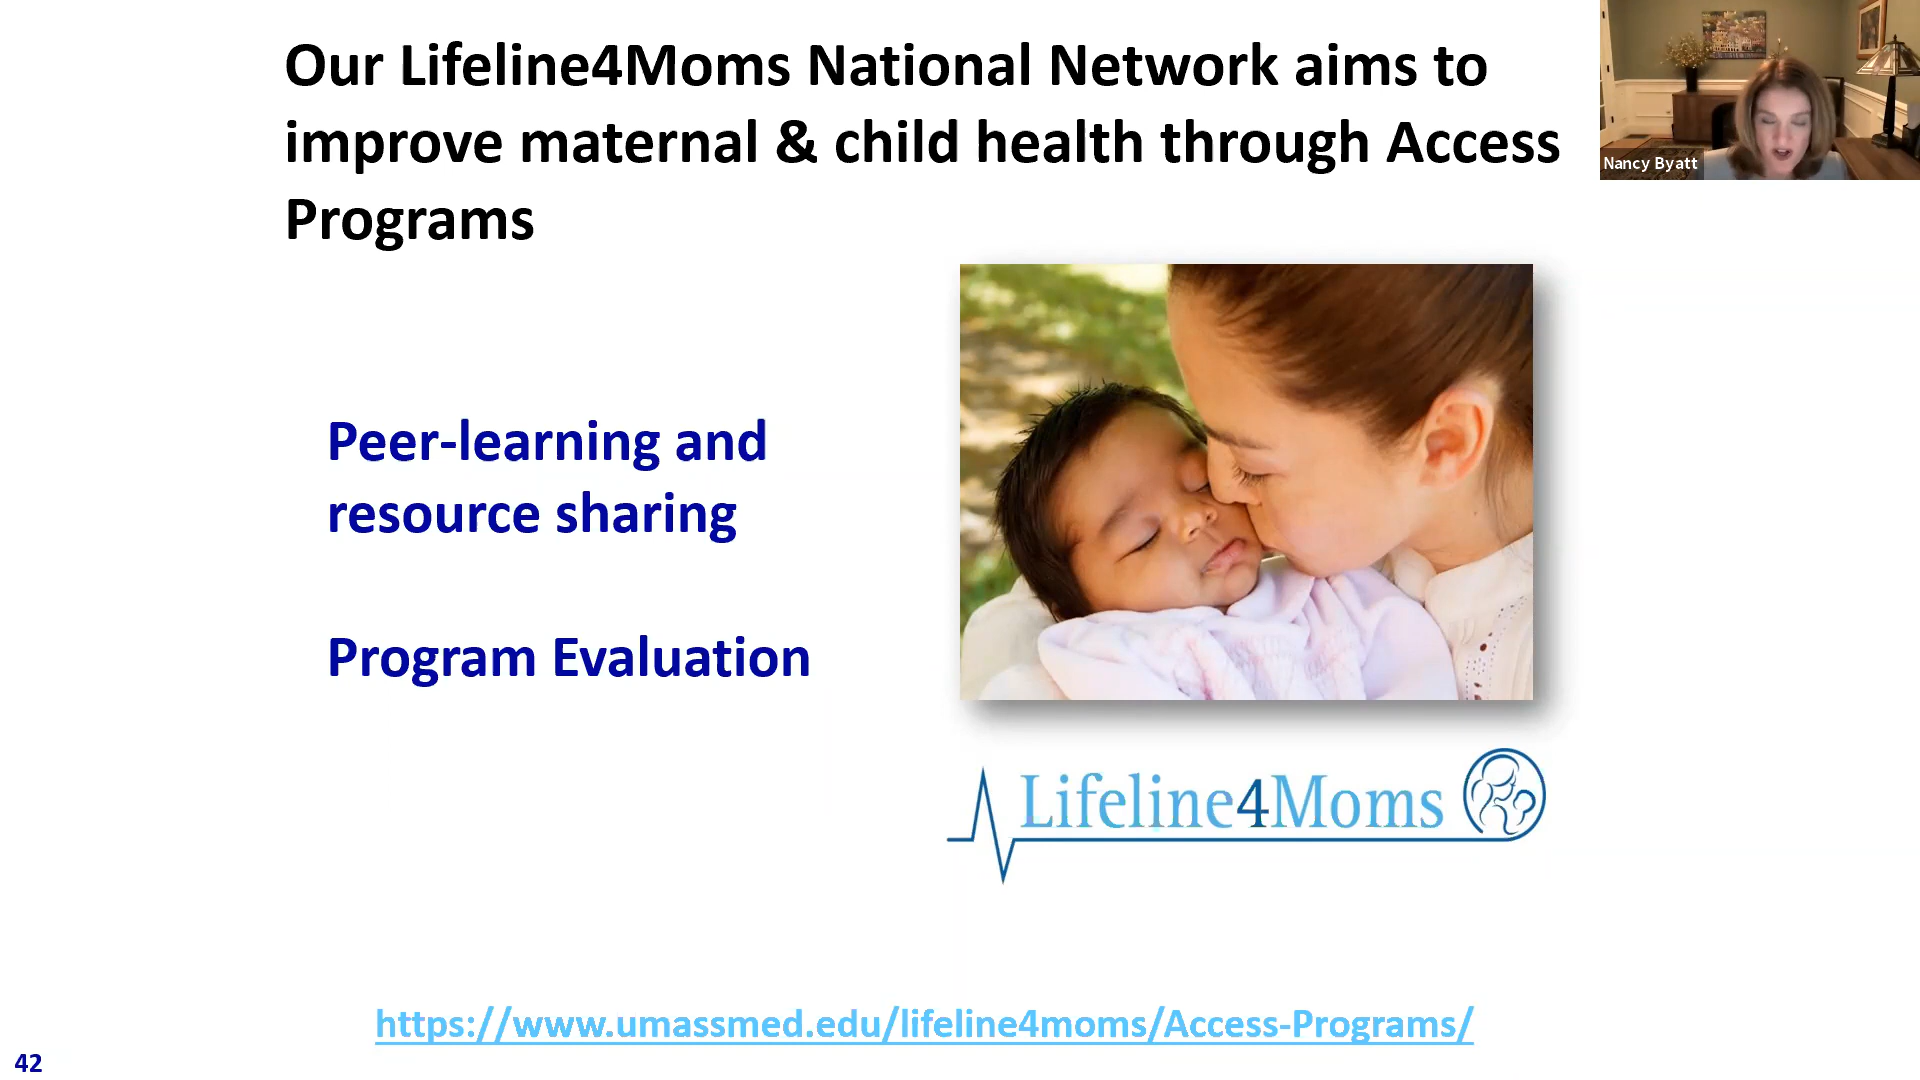 Our Lifeline4Moms National Network aims to
improve maternal & child health through Access
Programs
Nancy Byatt
Peer-learning and
resource sharing
Program Evaluation
Lifeline4Moms
https://www.umassmed.edu/lifeline4moms/Access-Programs/
42